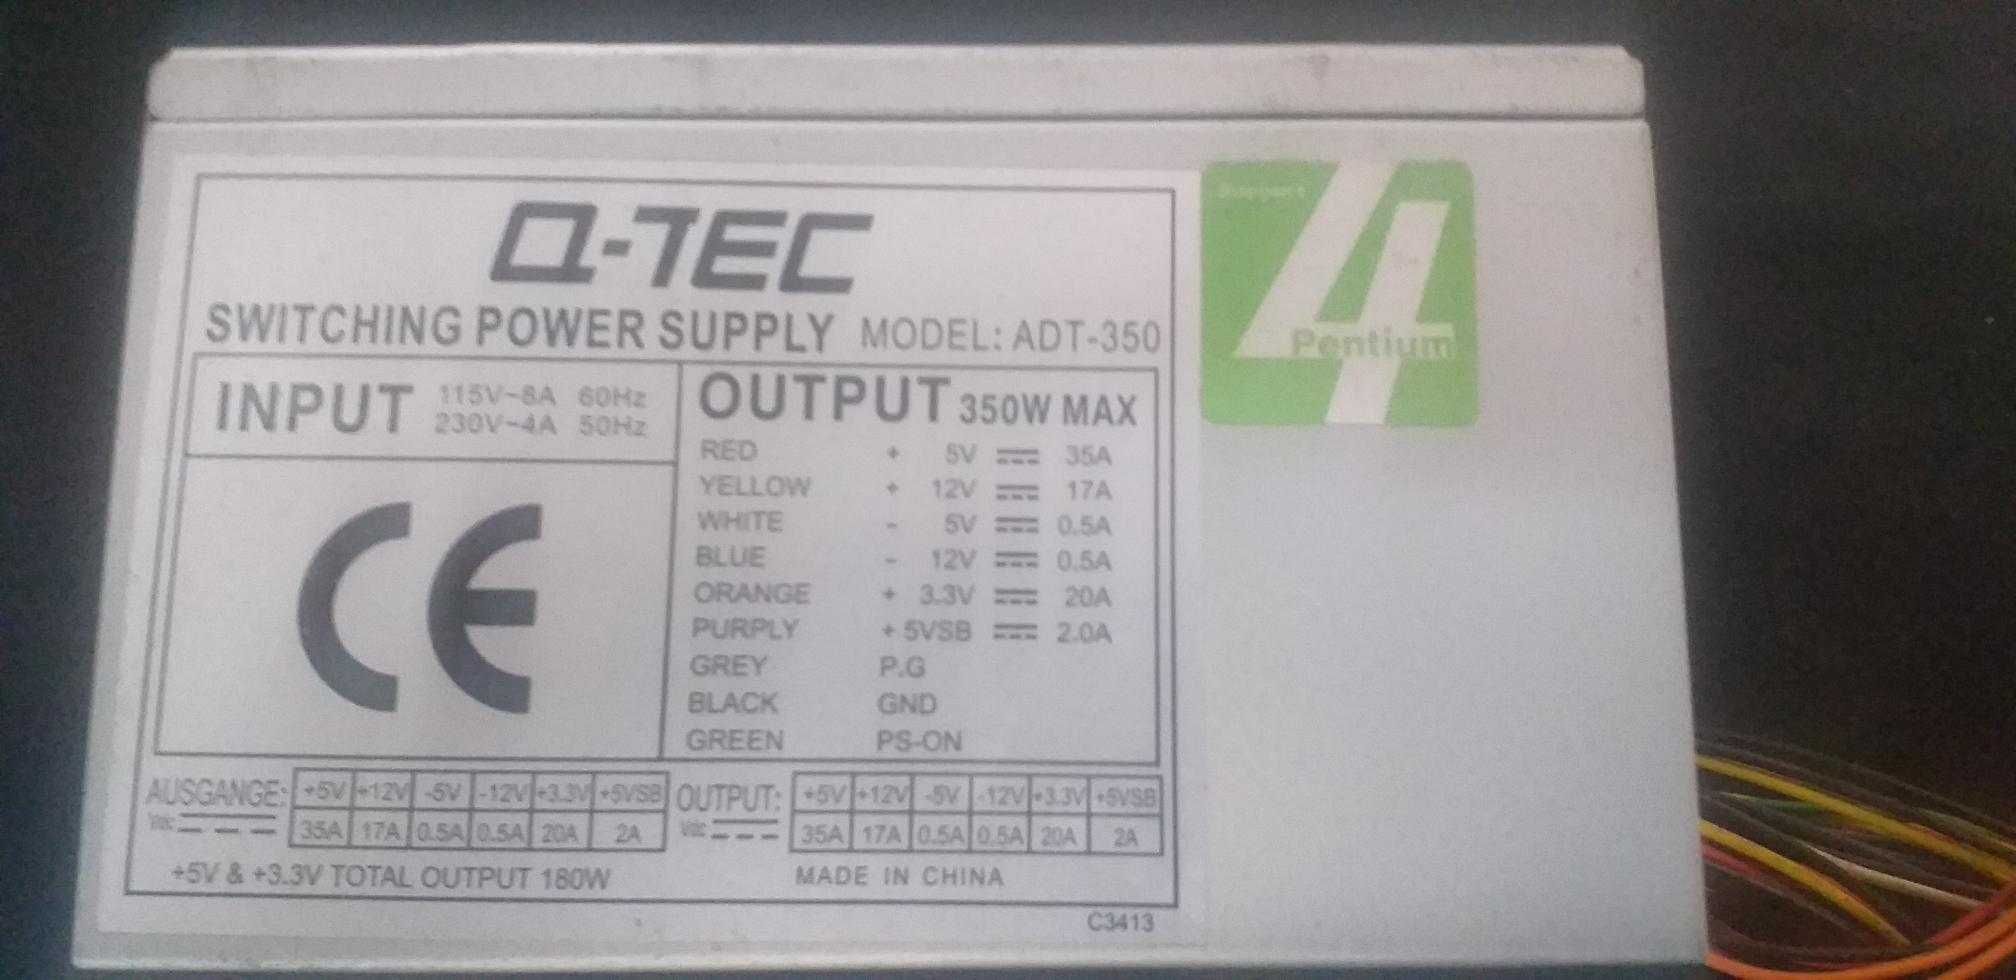 Q-TEC
SWITCHING POWER SUPPLY MODEL: ADT-350
INPUT 115V~8A 60Hz
230V~4A 50Hz
OUTPUT 350W MAX
RED + 5V 35A
YELLOW + 12V 17A
WHITE - 5V 0.5A
BLUE - 12V 0.5A
ORANGE + 3.3V 20A
PURPLY + 5VSB 2.0A
GREY P.G
BLACK GND
GREEN PS-ON
CE
AUSGANGE: +5V +12V -5V -12V +3.3V +5VSB
Vdc 35A 17A 0.5A 0.5A 20A 2A
OUTPUT: +5V +12V -5V -12V +3.3V +5VSB
Vdc 35A 17A 0.5A 0.5A 20A 2A
+5V & +3.3V TOTAL OUTPUT 180W
MADE IN CHINA
C3413
Support
4
Pentium